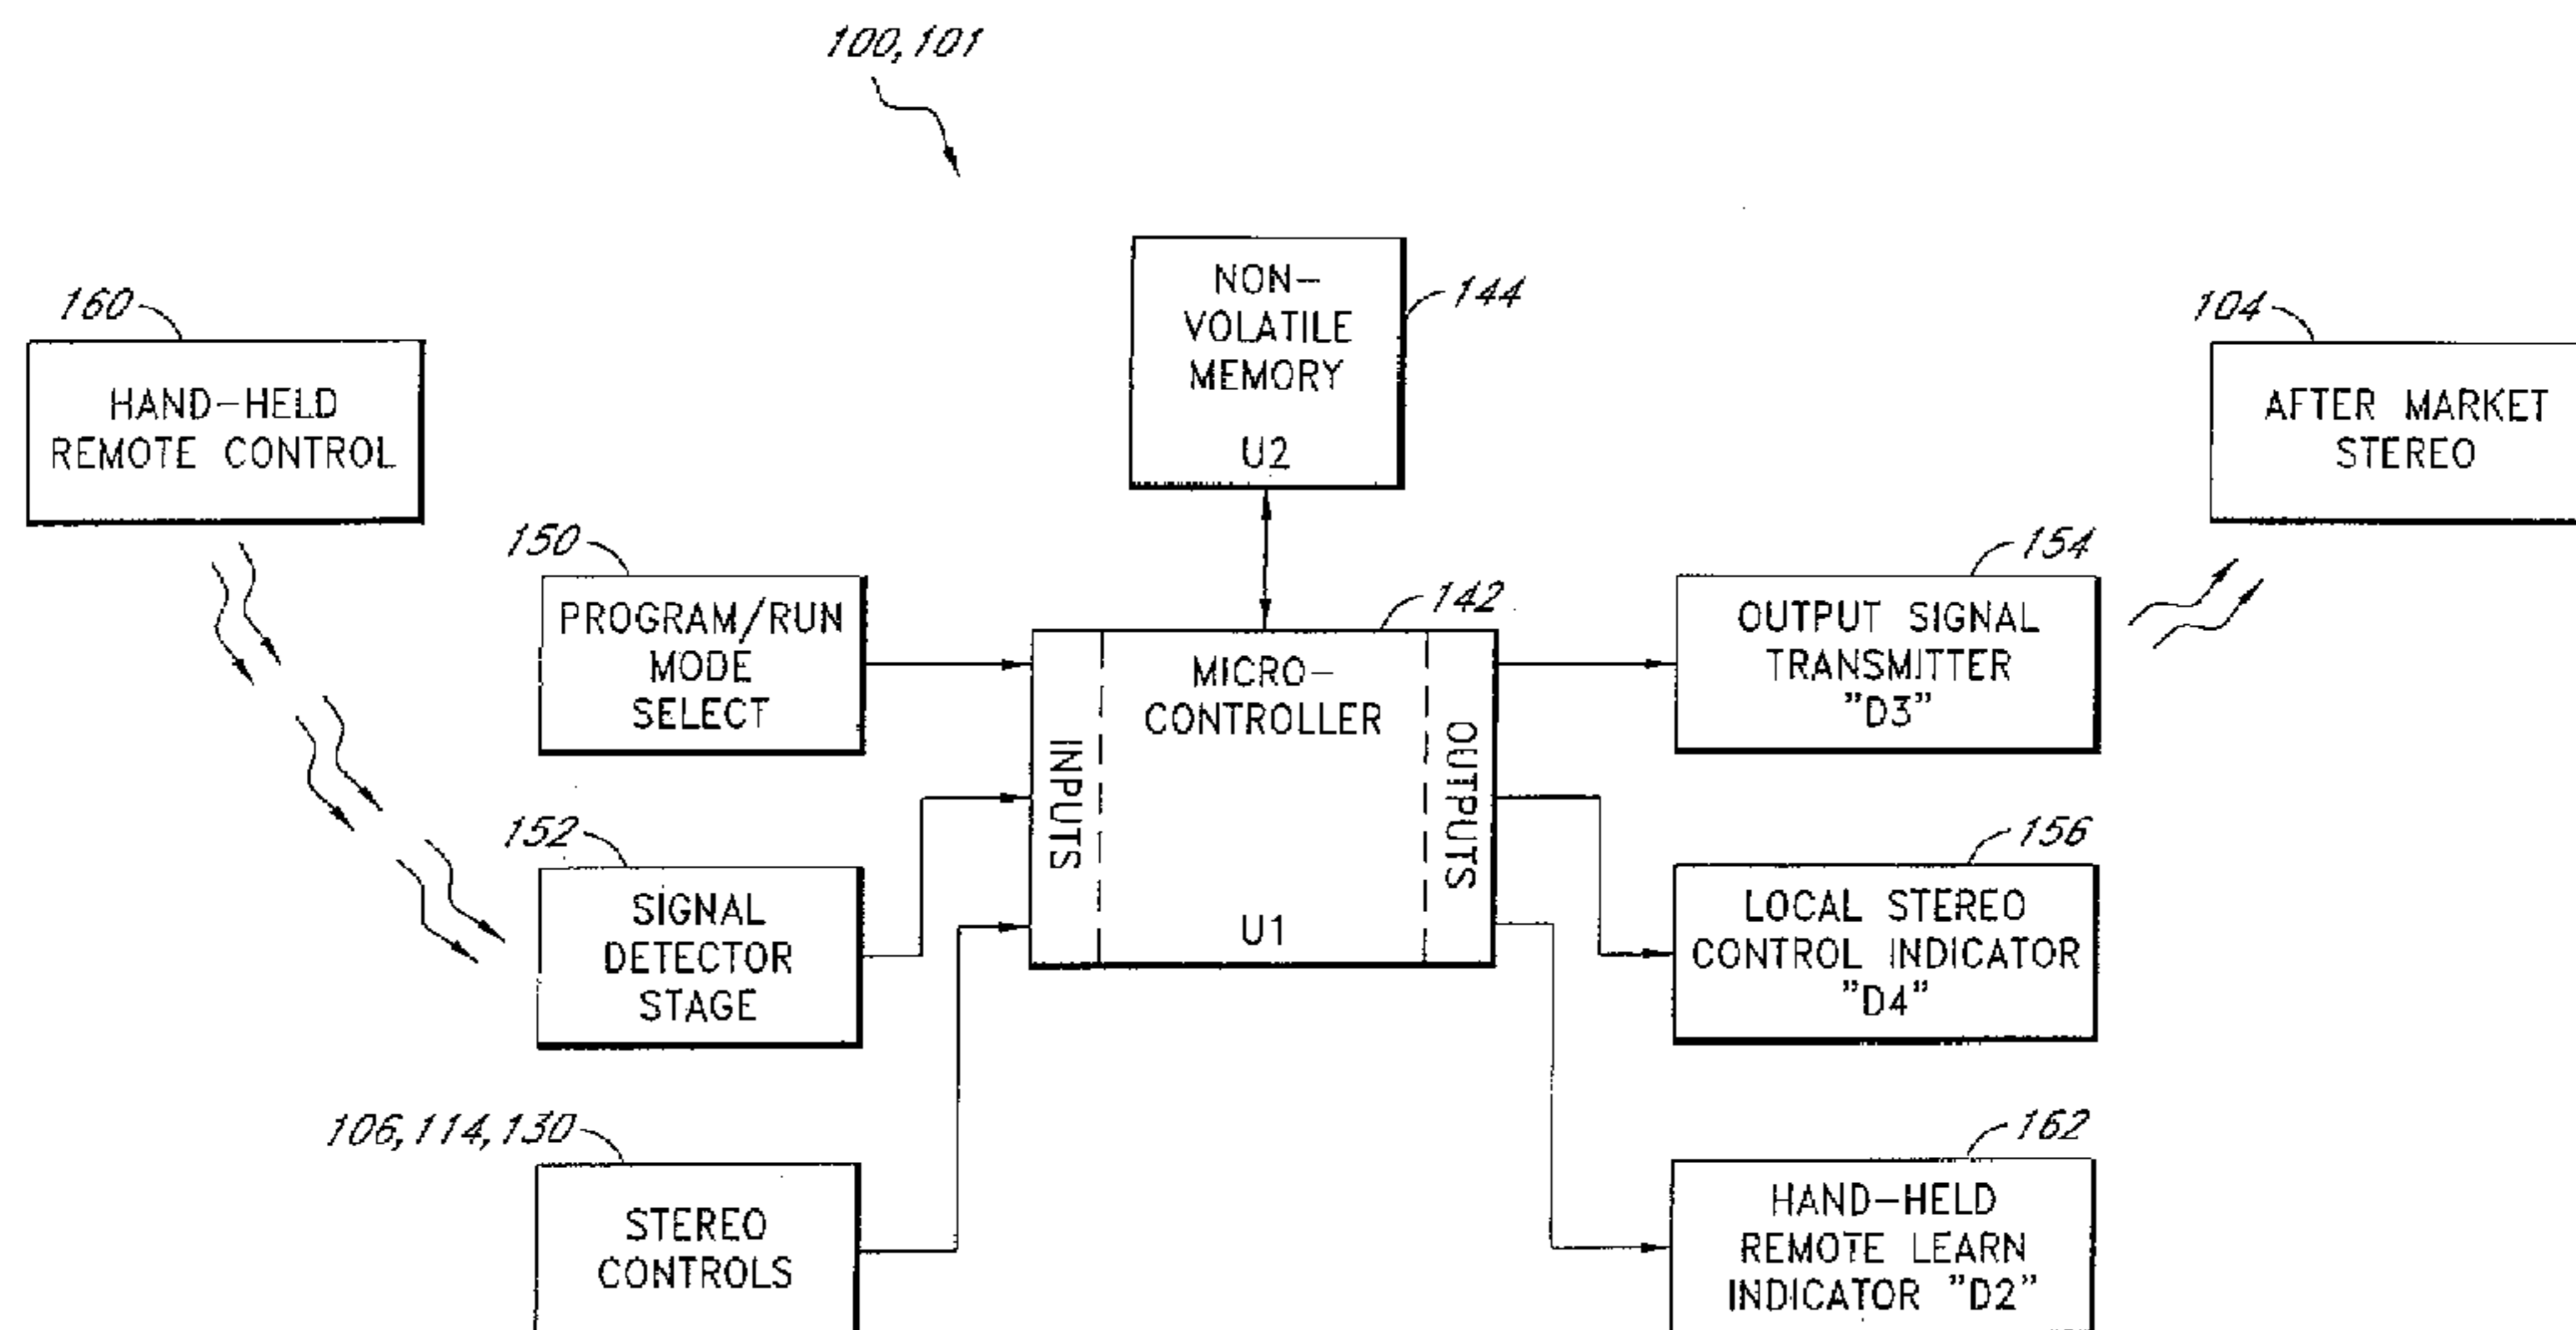 100, 101
160
HAND-HELD
REMOTE CONTROL
NON-
VOLATILE
MEMORY
U2
144
104
AFTER MARKET
STEREO
150
PROGRAM/RUN
MODE
SELECT
142
INPUTS
MICRO-
CONTROLLER
U1
OUTPUTS
154
OUTPUT SIGNAL
TRANSMITTER
"D3"
152
SIGNAL
DETECTOR
STAGE
156
LOCAL STEREO
CONTROL INDICATOR
"D4"
106, 114, 130
STEREO
CONTROLS
162
HAND-HELD
REMOTE LEARN
INDICATOR "D2"